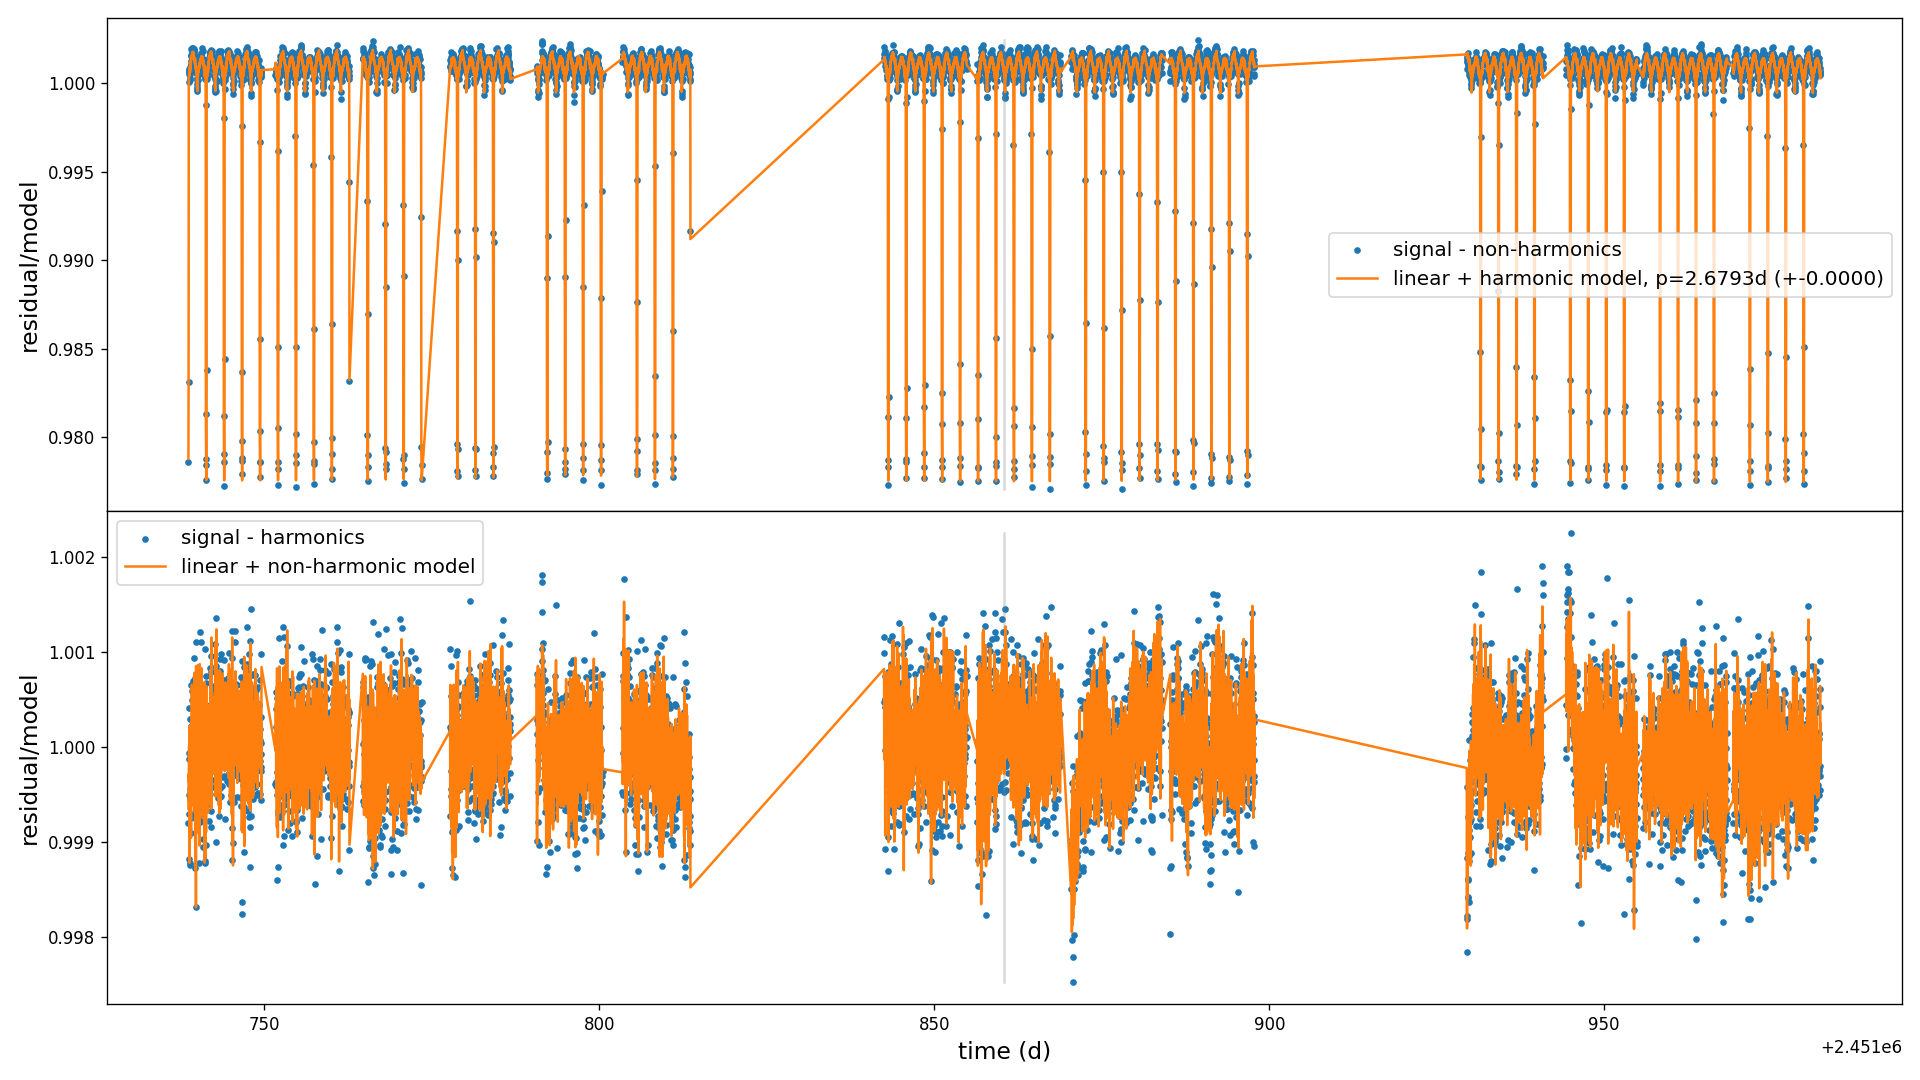 1.000
0.995
0.990
0.985
0.980
residual/model
signal - non-harmonics
linear + harmonic model, p=2.6793d (+-0.0000)
signal - harmonics
linear + non-harmonic model
1.002
1.001
1.000
0.999
0.998
residual/model
750
800
850
900
950
time (d)
+2.451e6